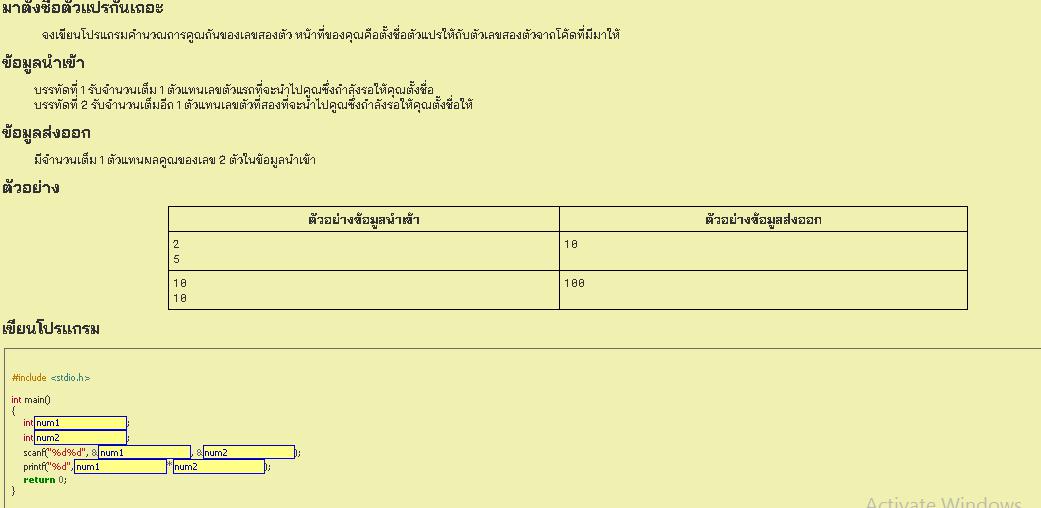 มาตั้งชื่อตัวแปรกันเถอะ
จงเขียนโปรแกรมคำนวณการคูณกันของเลขสองตัว หน้าที่ของคุณคือตั้งชื่อตัวแปรให้กับตัวเลขสองตัวจากโค้ดที่มีมาให้
ข้อมูลนำเข้า
บรรทัดที่ 1 รับจำนวนเต็ม 1 ตัวแทนเลขตัวแรกที่จะนำไปคูณซึ่งกำลังรอให้คุณตั้งชื่อ
บรรทัดที่ 2 รับจำนวนเต็มอีก 1 ตัวแทนเลขตัวที่สองที่จะนำไปคูณซึ่งกำลังรอให้คุณตั้งชื่อให้
ข้อมูลส่งออก
มีจำนวนเต็ม 1 ตัวแทนผลคูณของเลข 2 ตัวในข้อมูลนำเข้า
ตัวอย่าง
ตัวอย่างข้อมูลนำเข้า ตัวอย่างข้อมูลส่งออก
2 10
5
10 100
10
เขียนโปรแกรม
#include <stdio.h>
int main()
{
int num1 ;
int num2 ;
scanf("%d%d", & num1 , & num2 );
printf("%d", num1 * num2 );
return 0;
}
Activate Windows